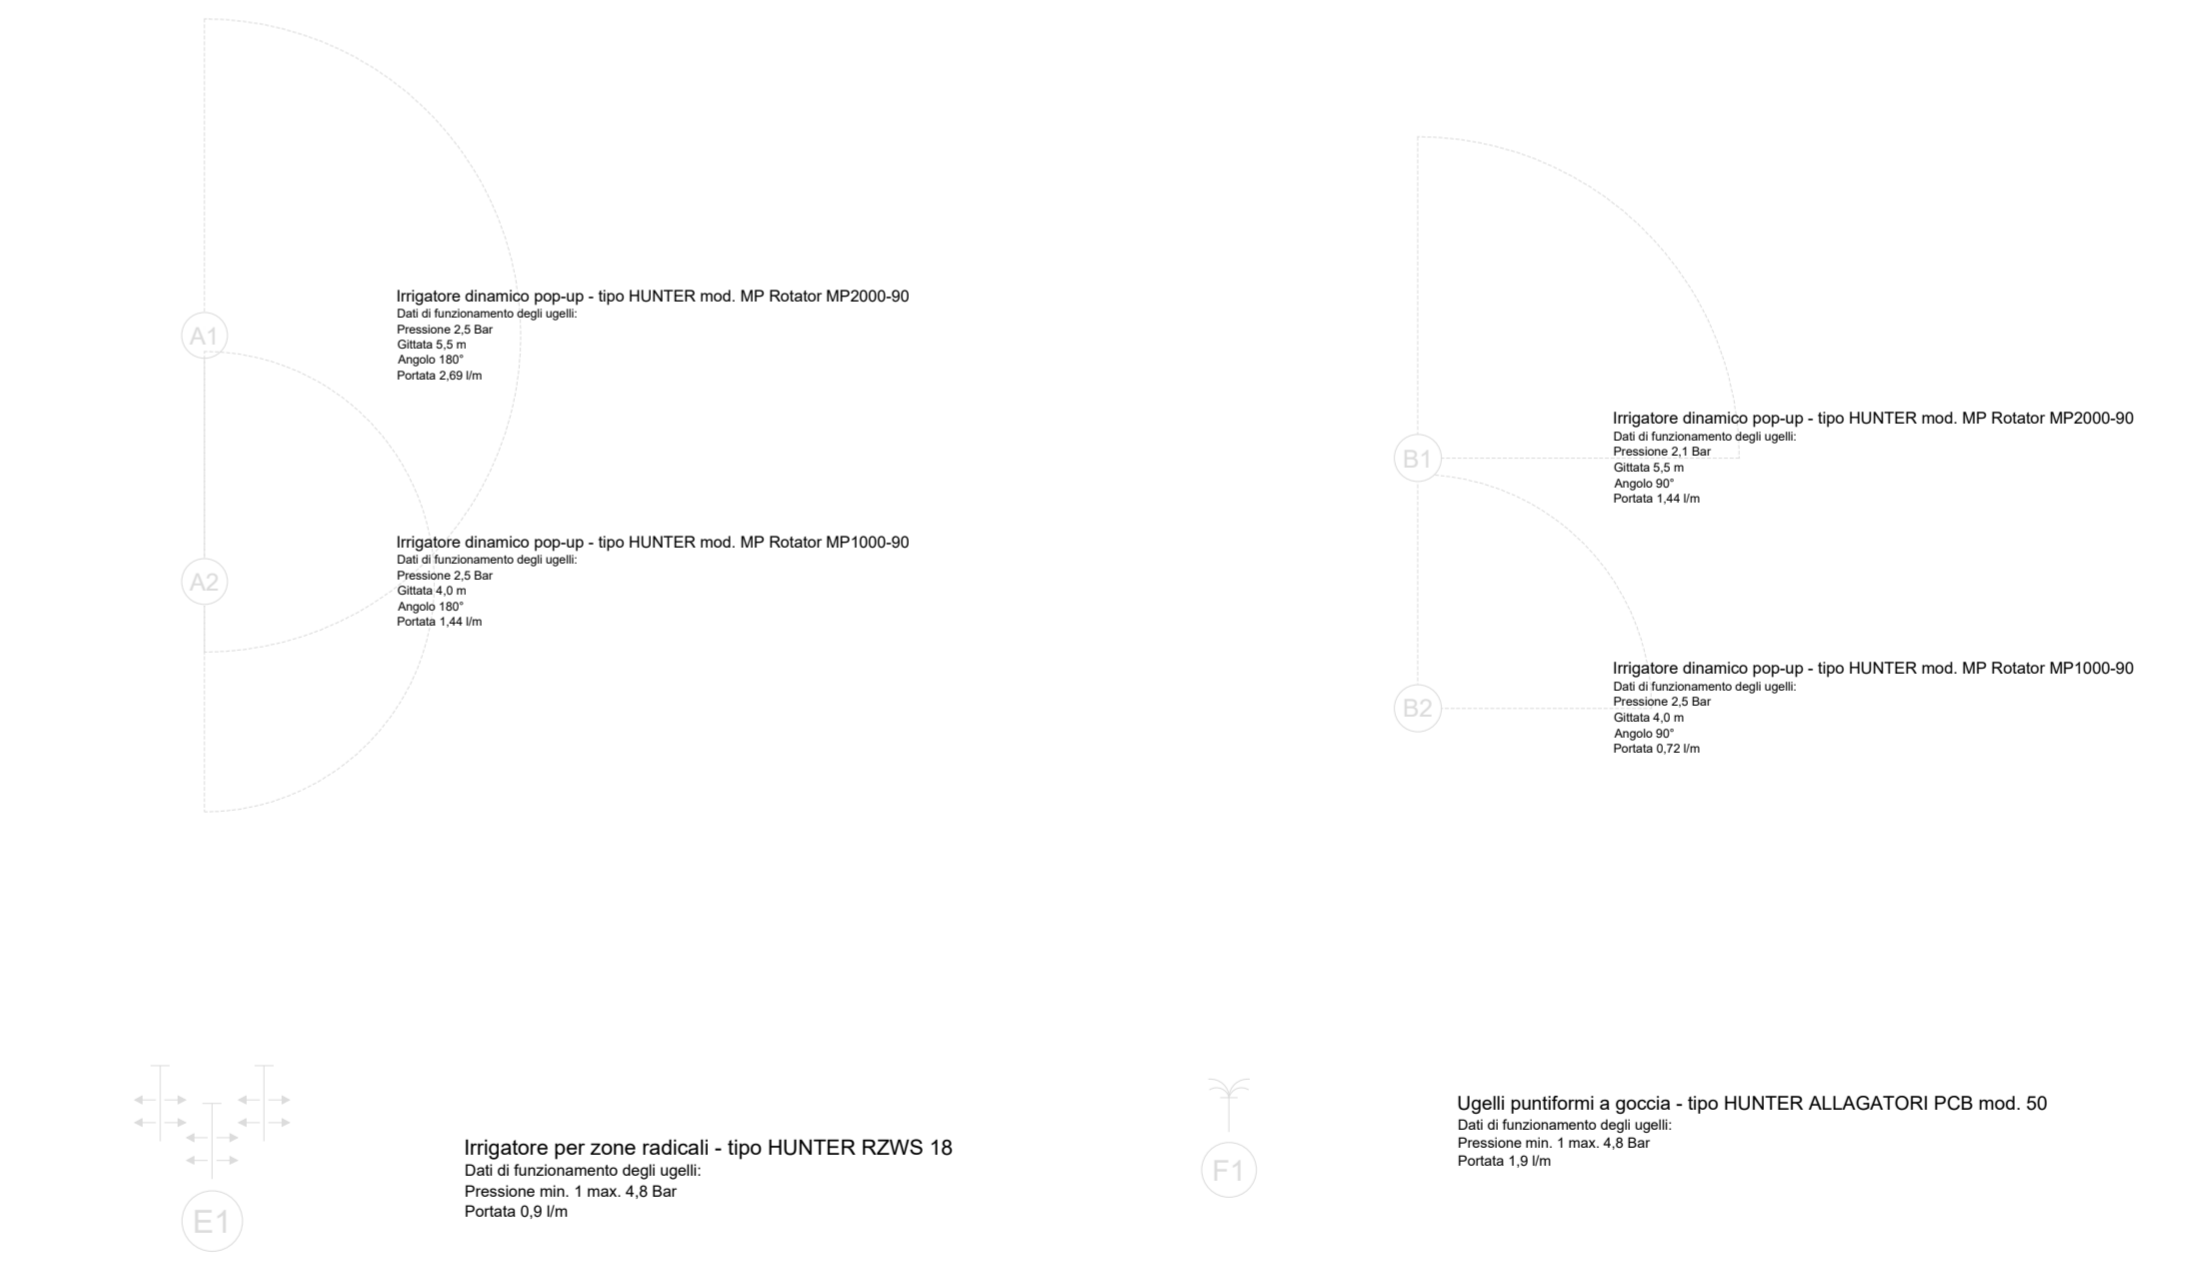 A1
Irrigatore dinamico pop-up - tipo HUNTER mod. MP Rotator MP2000-90
Dati di funzionamento degli ugelli:
Pressione 2,5 Bar
Gittata 5,5 m
Angolo 180°
Portata 2,69 l/m
A2
Irrigatore dinamico pop-up - tipo HUNTER mod. MP Rotator MP1000-90
Dati di funzionamento degli ugelli:
Pressione 2,5 Bar
Gittata 4,0 m
Angolo 180°
Portata 1,44 l/m
B1
Irrigatore dinamico pop-up - tipo HUNTER mod. MP Rotator MP2000-90
Dati di funzionamento degli ugelli:
Pressione 2,1 Bar
Gittata 5,5 m
Angolo 90°
Portata 1,44 l/m
B2
Irrigatore dinamico pop-up - tipo HUNTER mod. MP Rotator MP1000-90
Dati di funzionamento degli ugelli:
Pressione 2,5 Bar
Gittata 4,0 m
Angolo 90°
Portata 0,72 l/m
E1
Irrigatore per zone radicali - tipo HUNTER RZWS 18
Dati di funzionamento degli ugelli:
Pressione min. 1 max. 4,8 Bar
Portata 0,9 l/m
F1
Ugelli puntiformi a goccia - tipo HUNTER ALLAGATORI PCB mod. 50
Dati di funzionamento degli ugelli:
Pressione min. 1 max. 4,8 Bar
Portata 1,9 l/m